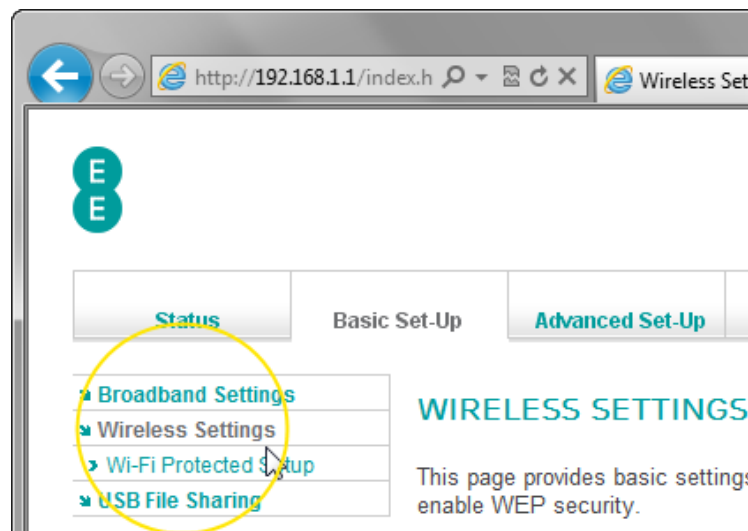 http://192.168.1.1/index.h
Wireless Set
E
E
Status
Basic Set-Up
Advanced Set-Up
Broadband Settings
Wireless Settings
Wi-Fi Protected Setup
USB File Sharing
WIRELESS SETTINGS
This page provides basic settings
enable WEP security.